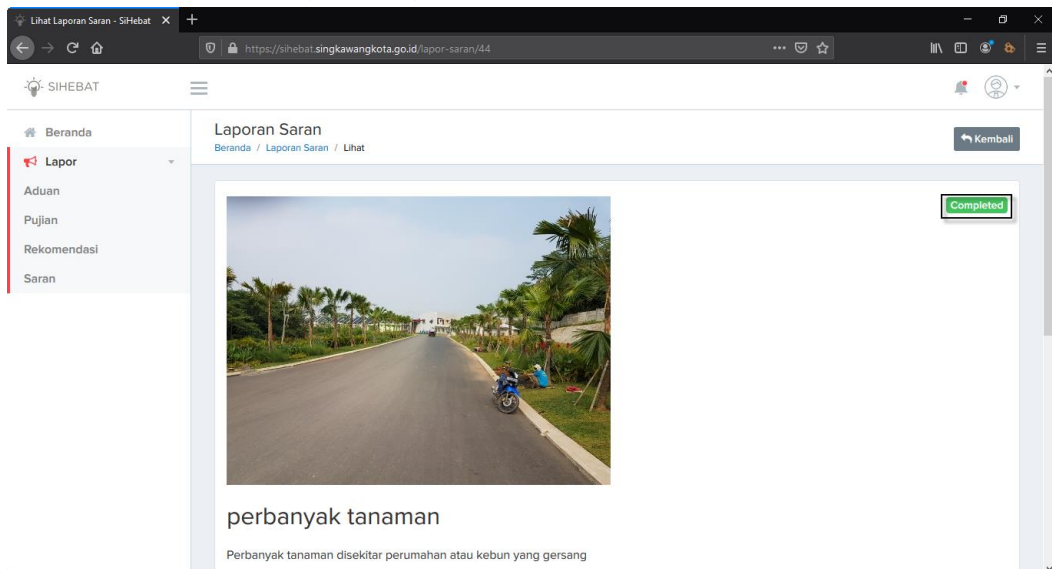 Lihat Laporan Saran - SiHebat
https://sihebat.singkawangkota.go.id/lapor-saran/44
SIHEBAT
Beranda
Lapor
Aduan
Pujian
Rekomendasi
Saran
Laporan Saran
Beranda / Laporan Saran / Lihat
Kembali
Completed
perbanyak tanaman
Perbanyak tanaman disekitar perumahan atau kebun yang gersang